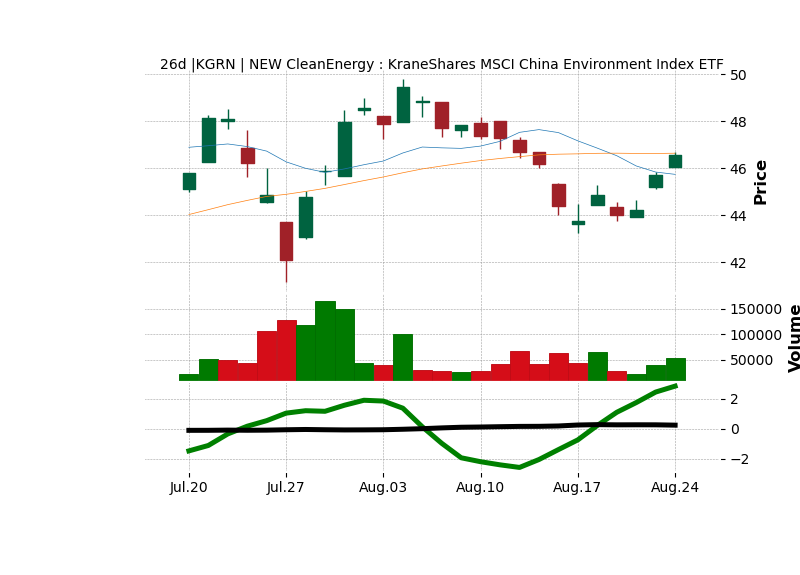 26d |KGRN | NEW CleanEnergy : KraneShares MSCI China Environment Index ETF
50
48
46
44
42
Price
150000
100000
50000
Volume
2
0
−2
Jul.20 Jul.27 Aug.03 Aug.10 Aug.17 Aug.24